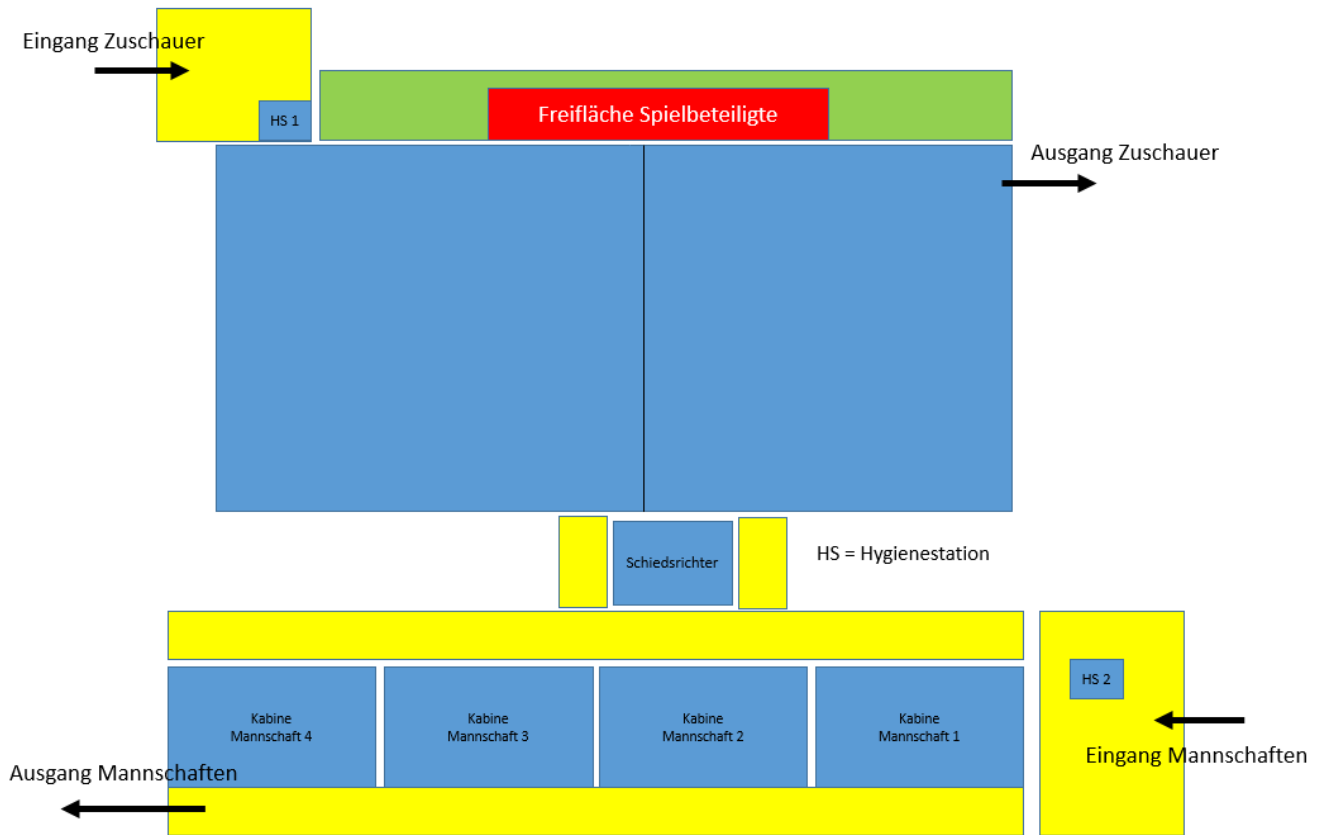 Eingang Zuschauer
HS 1
Freifläche Spielbeteiligte
Ausgang Zuschauer
Schiedsrichter
HS = Hygienestation
Kabine
Mannschaft 4
Kabine
Mannschaft 3
Kabine
Mannschaft 2
Kabine
Mannschaft 1
HS 2
Eingang Mannschaften
Ausgang Mannschaften